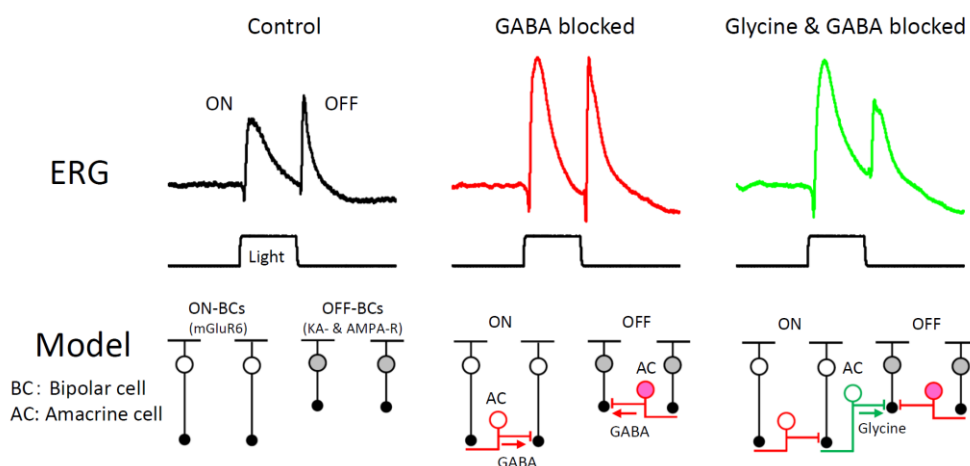 Control
GABA blocked
Glycine & GABA blocked
ON
OFF
ERG
Light
ON-BCs
(mGluR6)
OFF-BCs
(KA- & AMPA-R)
Model
BC: Bipolar cell
AC: Amacrine cell
ON
OFF
AC
AC
GABA
GABA
ON
OFF
AC
Glycine